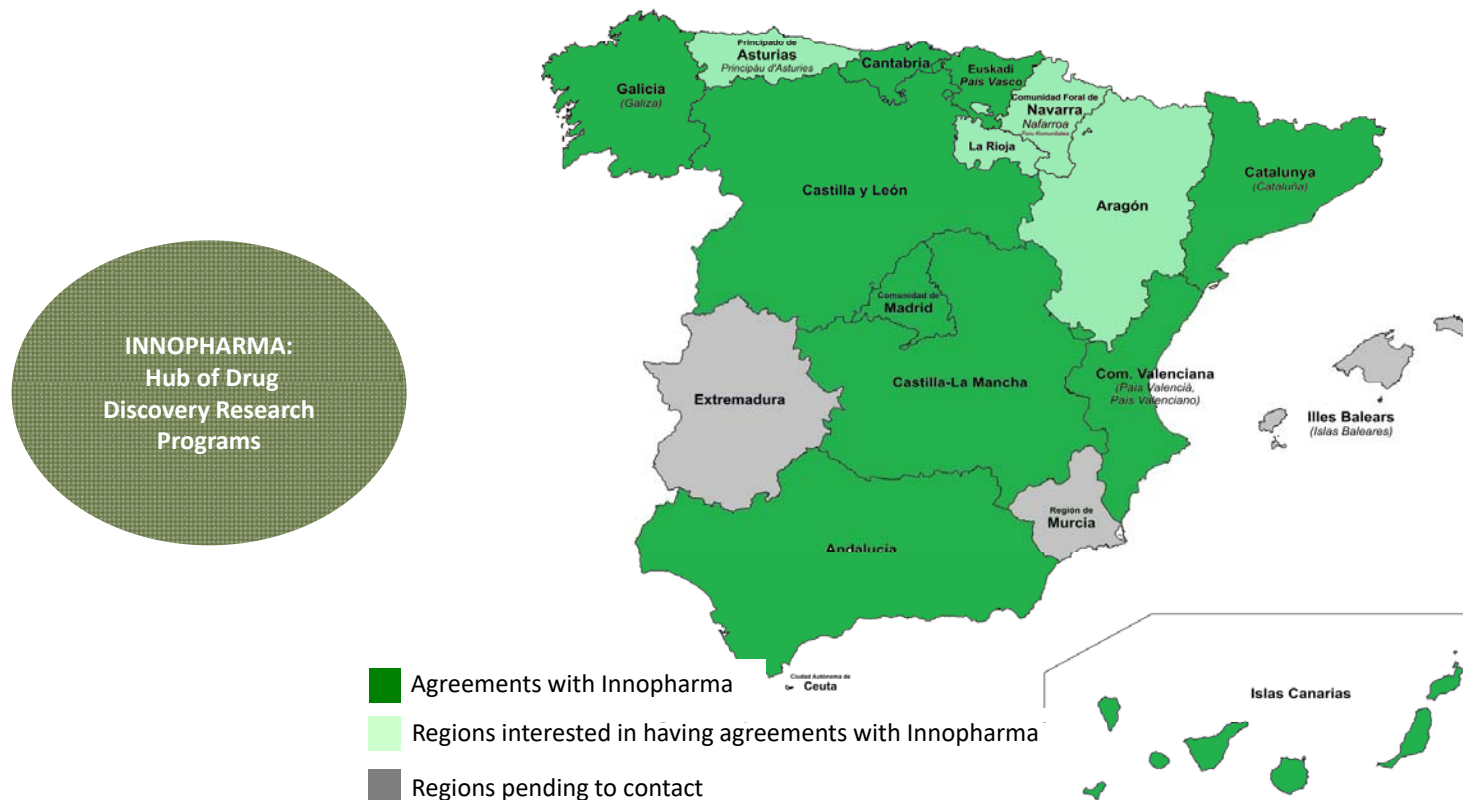 INNOPHARMA:
Hub of Drug
Discovery Research
Programs
Principado de
Asturias
Principáu d'Asturies
Cantabria
Euskadi
País Vasco
Galicia
(Galiza)
Comunidad Foral de
Navarra
Nafarroa
Foru Komunitatea
La Rioja
Catalunya
(Cataluña)
Castilla y León
Aragón
Comunidad de
Madrid
Castilla-La Mancha
Com. Valenciana
(País Valencià,
País Valenciano)
Extremadura
Illes Balears
(Islas Baleares)
Región de
Murcia
Andalucía
Ciudad Autónoma de
Ceuta
Islas Canarias
Agreements with Innopharma
Regions interested in having agreements with Innopharma
Regions pending to contact